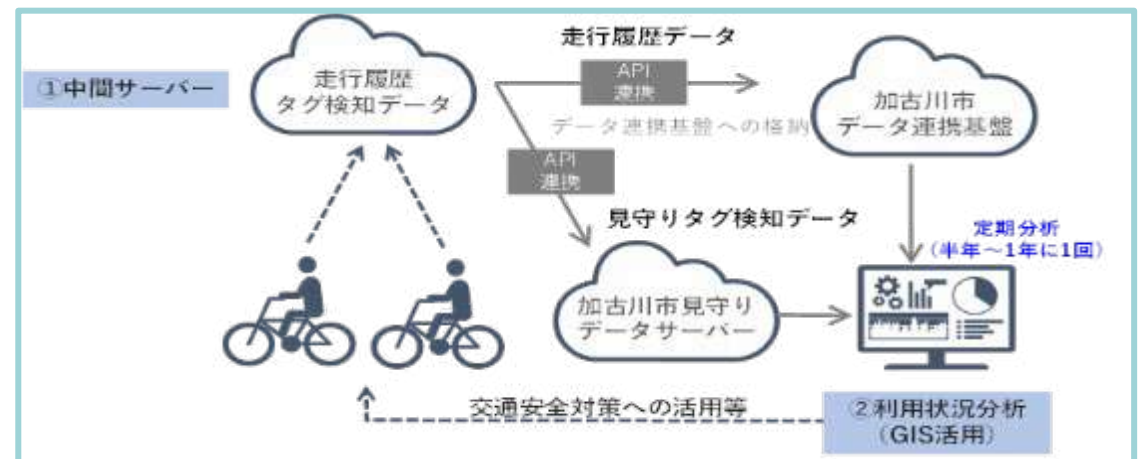 ①中間サーバー
走行履歴
タグ検知データ
走行履歴データ
API
連携
データ連携基盤への格納
加古川市
データ連携基盤
API
連携
見守りタグ検知データ
定期分析
(半年～1年に1回)
加古川市見守り
データサーバー
交通安全対策への活用等
②利用状況分析
(GIS活用)